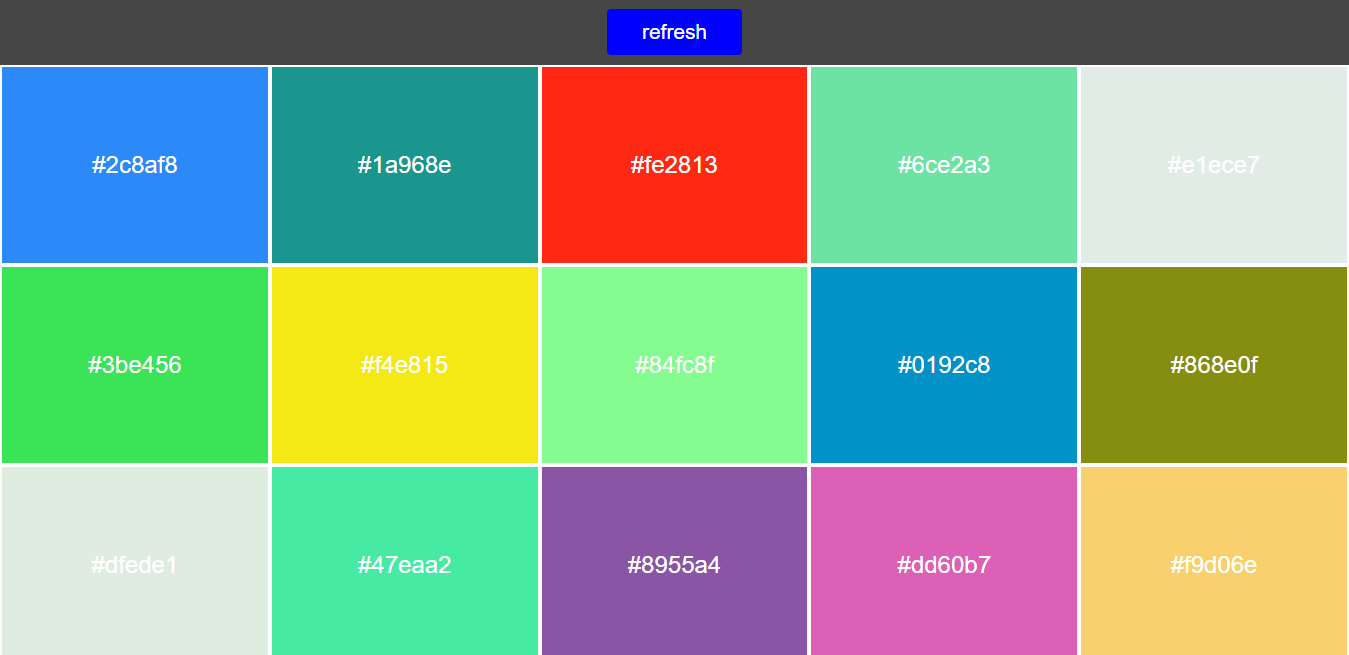 refresh
#2c8af8
#1a968e
#fe2813
#6ce2a3
#e1ece7
#3be456
#f4e815
#84fc8f
#0192c8
#868e0f
#dfede1
#47eaa2
#8955a4
#dd60b7
#f9d06e